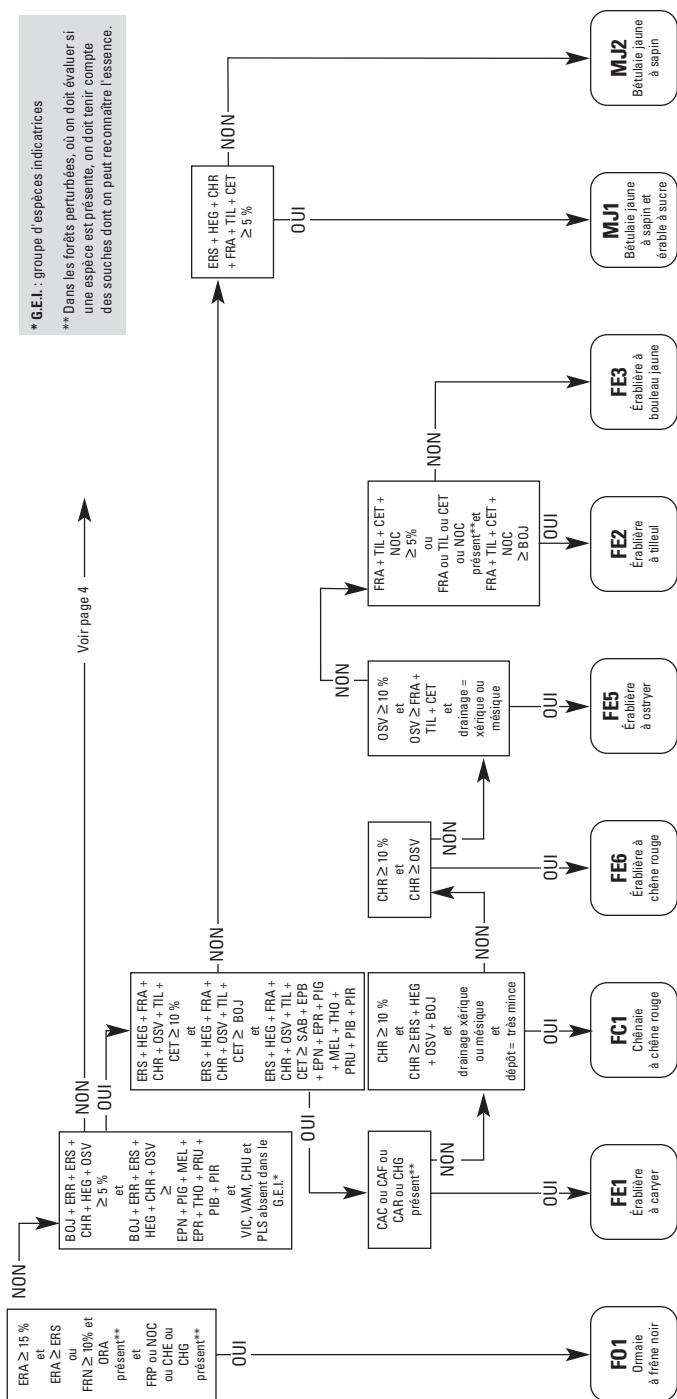 * G.E.I. : groupe d'espèces indicatrices
** Dans les forêts perturbées, où on doit évaluer si
une espèce est présente, on doit tenir compte
des souches dont on peut reconnaître l'essence.
ERA ≥ 15 %
et
ERA ≥ ERS
ou
FRN ≥ 10% et
ORA
présent**
et
FRP ou NOC
ou CHE ou
CHG
présent**
NON
OUI
BOJ + ERR + ERS +
CHR + HEG + OSV
≥ 5 %
et
BOJ + ERR + ERS +
HEG + CHR + OSV
≥
EPN + PIG + MEL +
EPR + THO + PRU +
PIB + PIR
et
VIC, VAM, CHU et
PLS absent dans le
G.E.I.*
NON
Voir page 4
OUI
ERS + HEG + FRA +
CHR + OSV + TIL +
CET ≥ 10 %
et
ERS + HEG + FRA +
CHR + OSV + TIL +
CET ≥ BOJ
et
ERS + HEG + FRA +
CHR + OSV + TIL +
CET ≥ SAB + EPB
+ EPN + EPR + PIG
+ MEL + THO +
PRU + PIB + PIR
NON
OUI
ERS + HEG + CHR
+ FRA + TIL + CET
≥ 5 %
NON
OUI
CAC ou CAF ou
CAR ou CHG
présent**
NON
OUI
CHR ≥ 10 %
et
CHR ≥ ERS + HEG
+ OSV + BOJ
et
drainage xérique
ou mésique
et
dépôt = très mince
NON
OUI
CHR ≥ 10 %
et
CHR ≥ OSV
NON
OUI
OSV ≥ 10 %
et
OSV ≥ FRA +
TIL + CET
et
drainage =
xérique ou
mésique
NON
OUI
FRA + TIL + CET +
NOC
≥ 5%
ou
FRA ou TIL ou CET
ou NOC
présent**et
FRA + TIL + CET +
NOC
≥ BOJ
NON
OUI
FO1
Ormaie
à frêne noir
FE1
Érablière
à caryer
FC1
Chênaie
à chêne rouge
FE6
Érablière à
chêne rouge
FE5
Érablière
à ostryer
FE2
Érablière
à tilleul
FE3
Érablière à
bouleau jaune
MJ1
Bétulaie jaune
à sapin et
érable à sucre
MJ2
Bétulaie jaune
à sapin